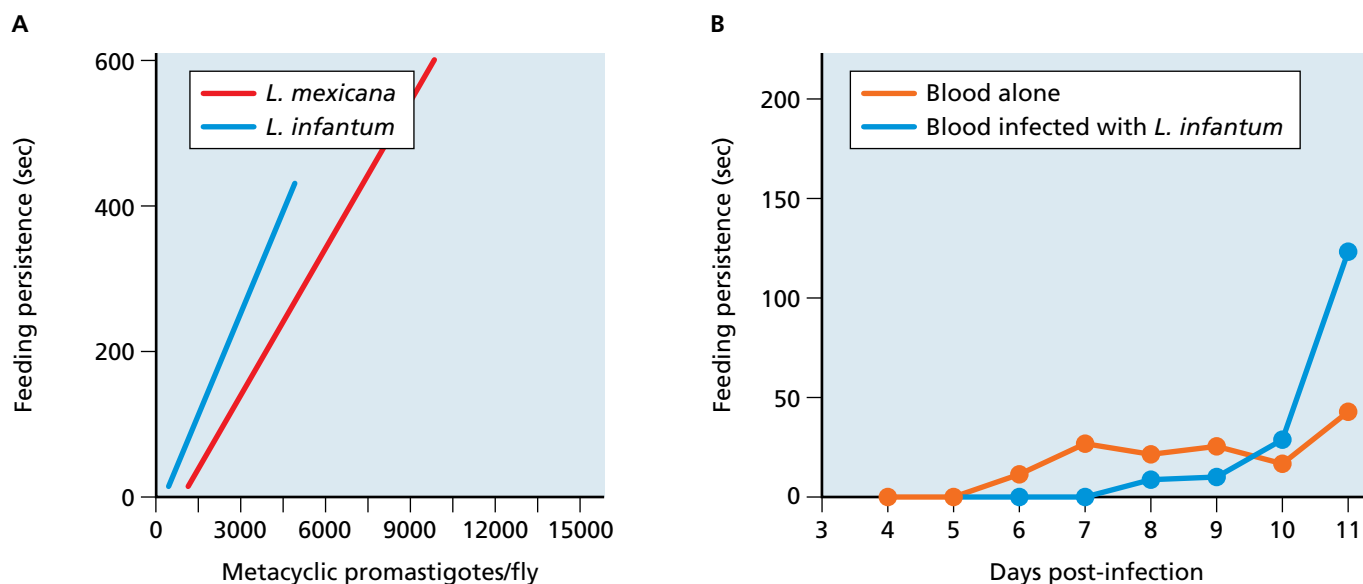 A
600
400
200
0
Feeding persistence (sec)
L. mexicana
L. infantum
0 3000 6000 9000 12000 15000
Metacyclic promastigotes/fly
B
200
150
100
50
0
Feeding persistence (sec)
Blood alone
Blood infected with L. infantum
3 4 5 6 7 8 9 10 11
Days post-infection